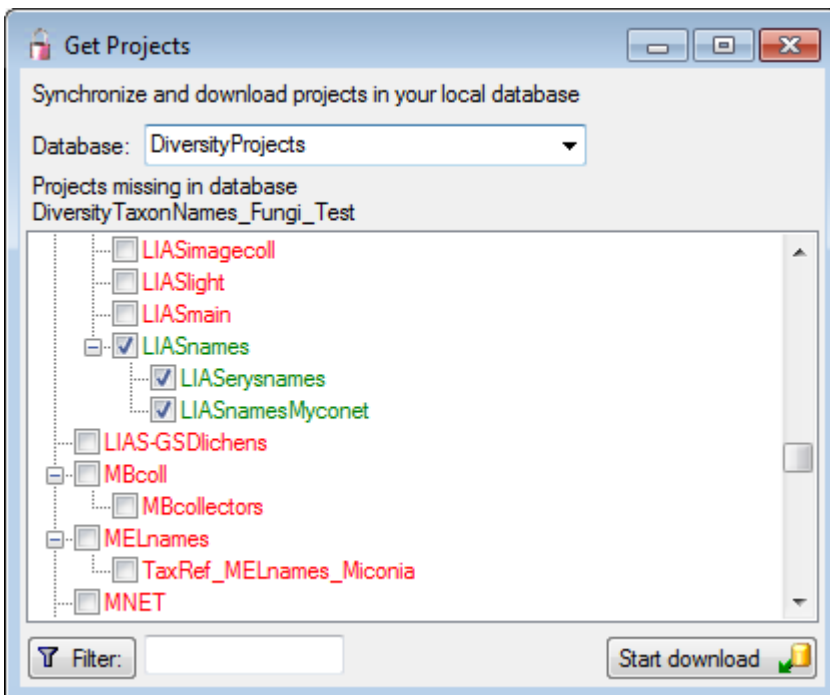 Get Projects
Synchronize and download projects in your local database
Database: DiversityProjects
Projects missing in database
DiversityTaxonNames_Fungi_Test
LIASimagecoll
LIASlight
LIASmain
LIASnames
LIASerysnames
LIASnamesMyconet
LIAS-GSDlichens
MBcoll
MBcollectors
MELnames
TaxRef_MELnames_Miconia
MNET
Filter: Start download